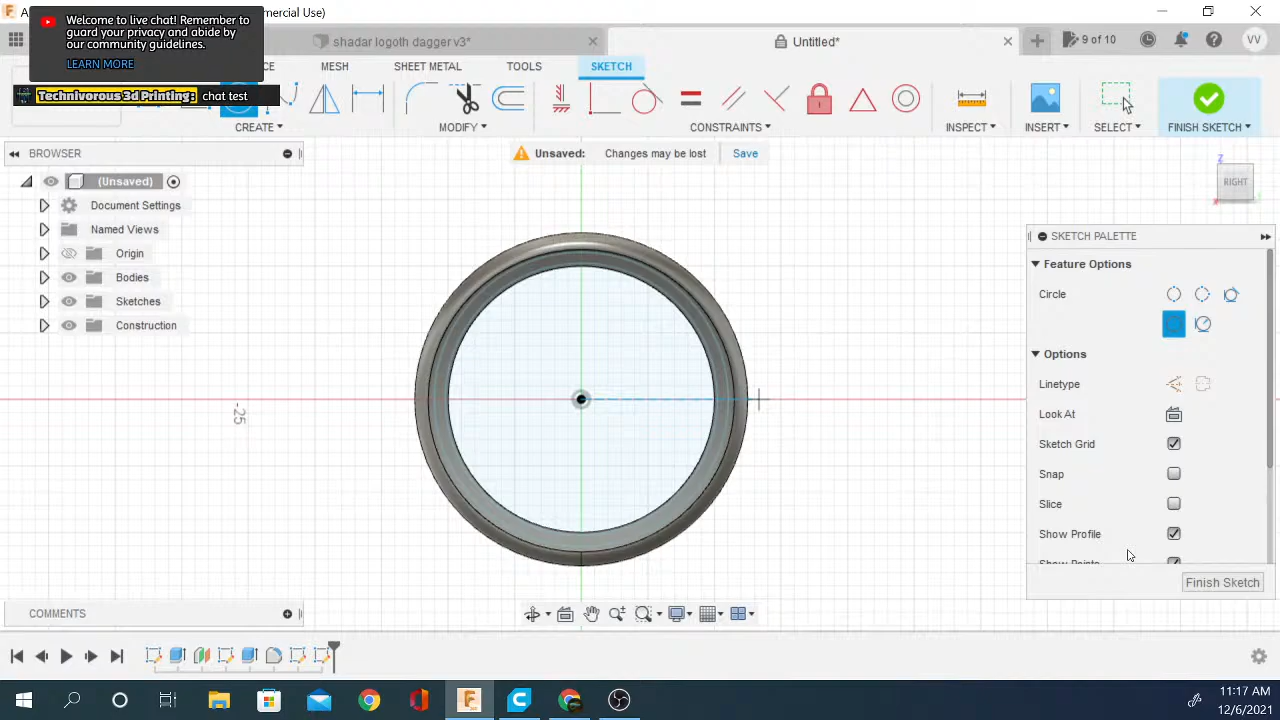 A
mercial Use)
Welcome to live chat! Remember to
guard your privacy and abide by
our community guidelines.
LEARN MORE
Technivorous 3d Printing: chat test
shadar logoth dagger v3*
Untitled*
9 of 10
VV
CE
MESH
SHEET METAL
TOOLS
SKETCH
CREATE
MODIFY
CONSTRAINTS
INSPECT
INSERT
SELECT
FINISH SKETCH
BROWSER
Unsaved:
Changes may be lost
Save
(Unsaved)
Document Settings
Named Views
Origin
Bodies
Sketches
Construction
Z
RIGHT
SKETCH PALETTE
Feature Options
Circle
Options
Linetype
Look At
Sketch Grid
Snap
Slice
Show Profile
Finish Sketch
-25
COMMENTS
1:17 AM
12/6/2021